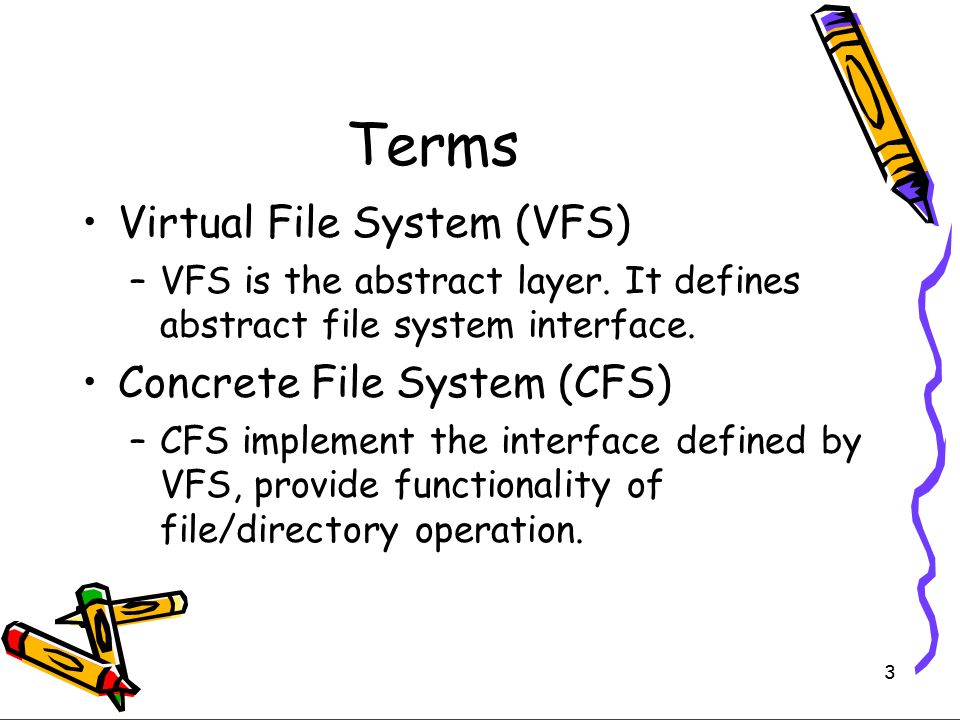 Terms
• Virtual File System (VFS)
– VFS is the abstract layer. It defines
abstract file system interface.
• Concrete File System (CFS)
– CFS implement the interface defined by
VFS, provide functionality of
file/directory operation.
3